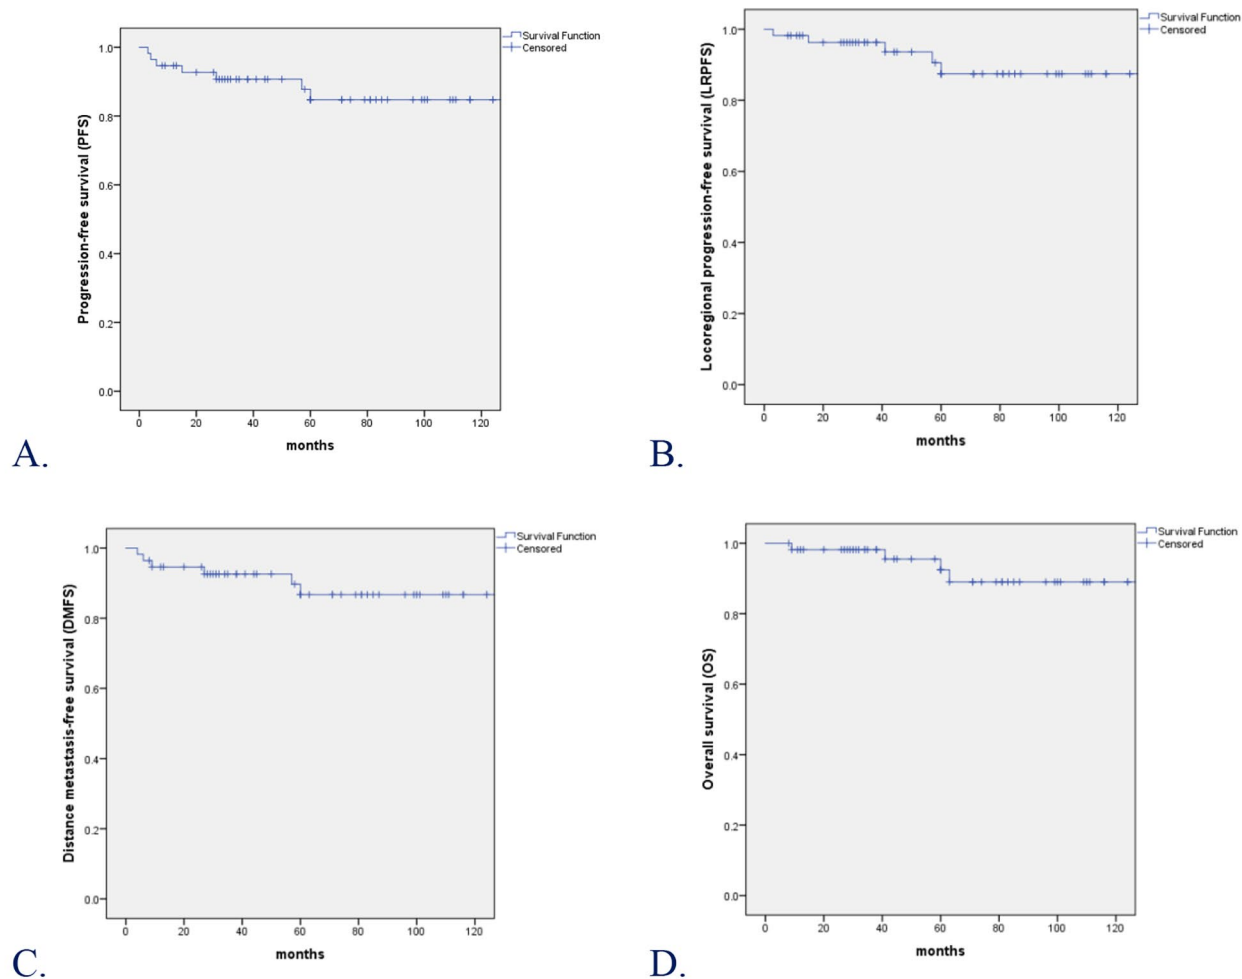 Survival Function
Censored
1.0
0.8
0.6
0.4
0.2
0.0
Progression-free survival (PFS)
0 20 40 60 80 100 120
months
A.
Survival Function
Censored
1.0
0.8
0.6
0.4
0.2
0.0
Locoregional progression-free survival (LRPFS)
0 20 40 60 80 100 120
months
B.
Survival Function
Censored
1.0
0.8
0.6
0.4
0.2
0.0
Distance metastasis-free survival (DMFS)
0 20 40 60 80 100 120
months
C.
Survival Function
Censored
1.0
0.8
0.6
0.4
0.2
0.0
Overall survival (OS)
0 20 40 60 80 100 120
months
D.